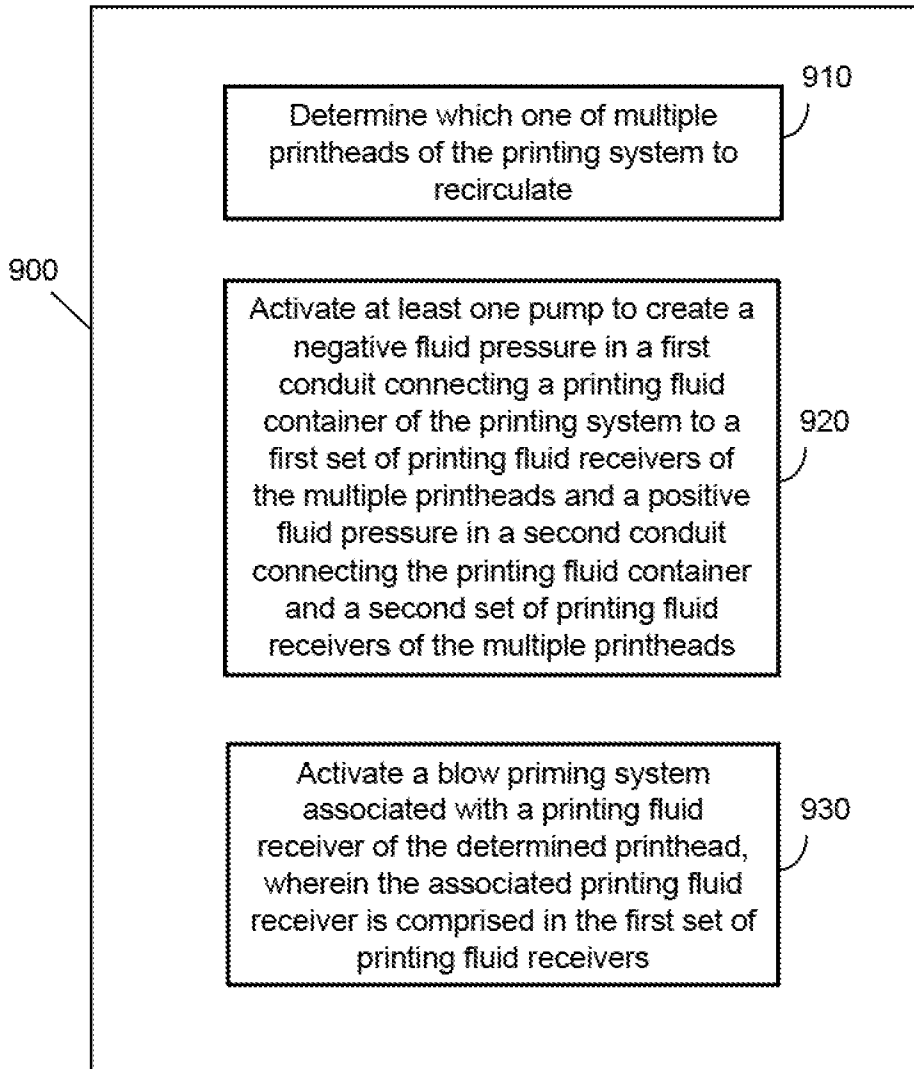 910
Determine which one of multiple
printheads of the printing system to
recirculate
900
Activate at least one pump to create a
negative fluid pressure in a first
conduit connecting a printing fluid
container of the printing system to a
first set of printing fluid receivers of
the multiple printheads and a positive
fluid pressure in a second conduit
connecting the printing fluid container
and a second set of printing fluid
receivers of the multiple printheads
920
Activate a blow priming system
associated with a printing fluid
receiver of the determined printhead,
wherein the associated printing fluid
receiver is comprised in the first set of
printing fluid receivers
930